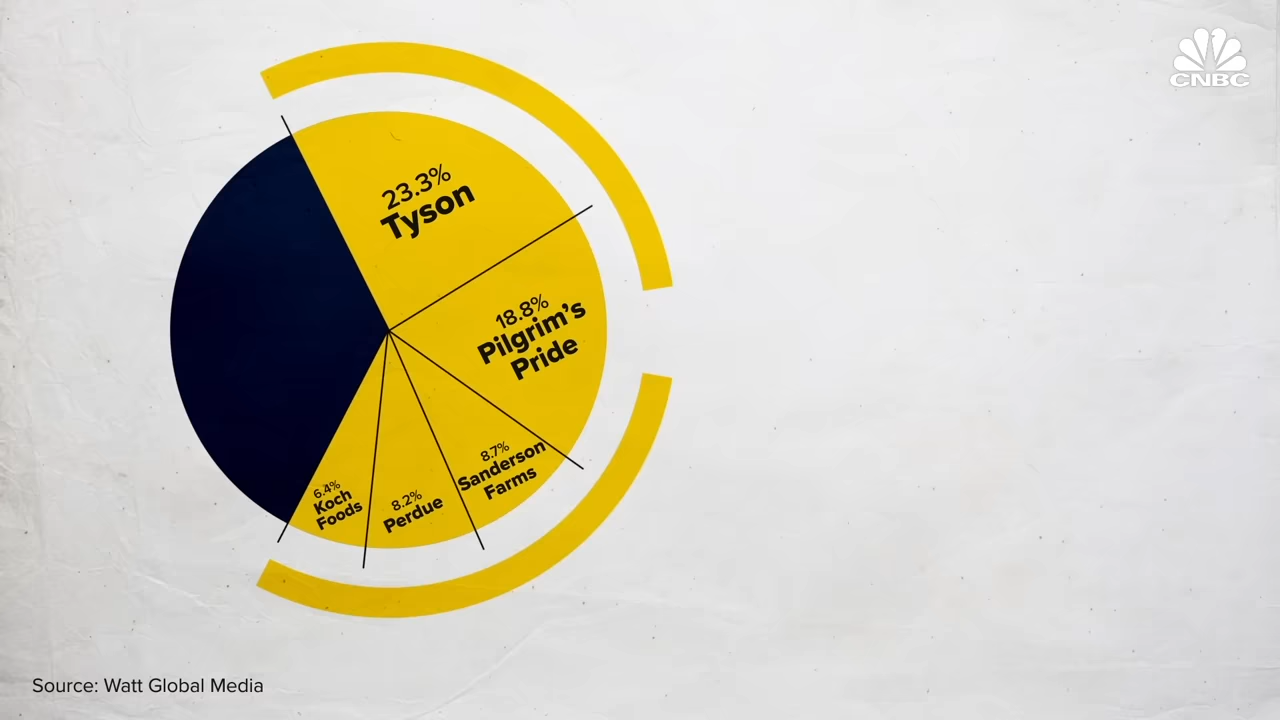 CNBC
23.3%
Tyson
18.8%
Pilgrim's
Pride
8.7%
Sanderson
Farms
8.2%
Perdue
6.4%
Koch
Foods
Source: Watt Global Media